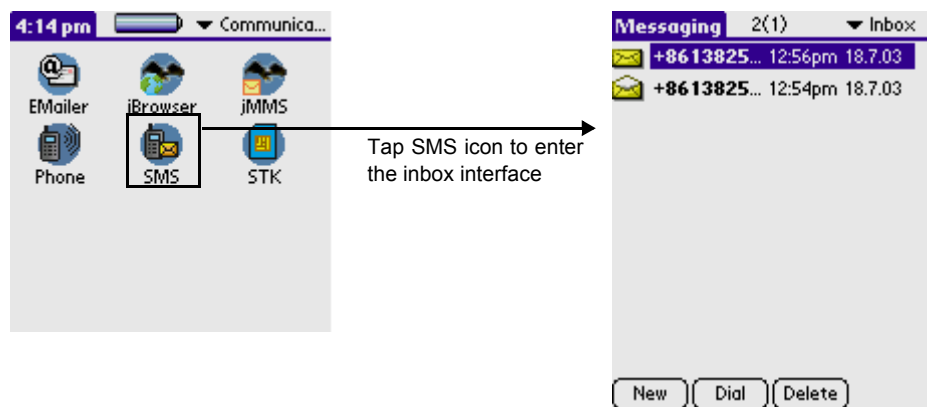 4:14 pm ▼ Communica...
EMailer jBrowser jMMS
Phone SMS STK
Tap SMS icon to enter
the inbox interface
Messaging 2(1) ▼ Inbox
+8613825... 12:56pm 18.7.03
+8613825... 12:54pm 18.7.03
New Dial Delete